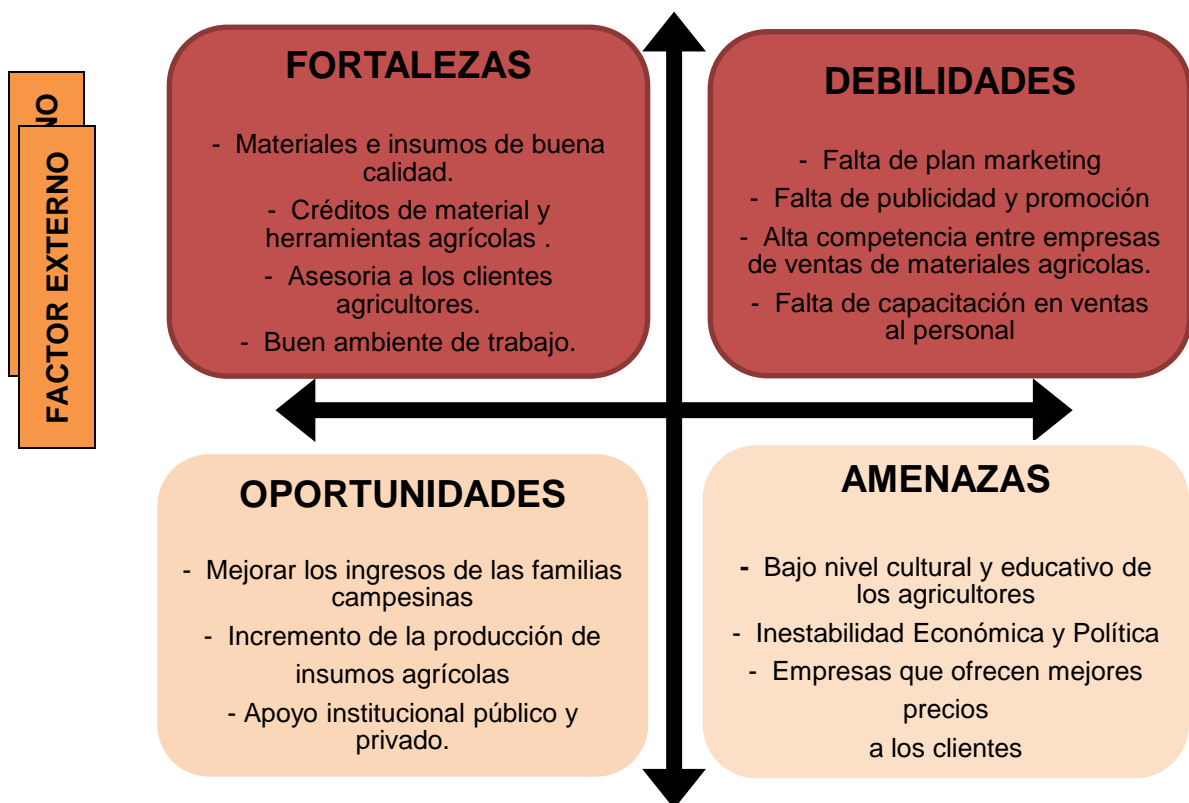 FORTALEZAS
- Materiales e insumos de buena
calidad.
- Créditos de material y
herramientas agrícolas .
- Asesoria a los clientes
agricultores.
- Buen ambiente de trabajo.
DEBILIDADES
- Falta de plan marketing
- Falta de publicidad y promoción
- Alta competencia entre empresas
de ventas de materiales agricolas.
- Falta de capacitación en ventas
al personal
FACTOR EXTERNO
OPORTUNIDADES
- Mejorar los ingresos de las familias
campesinas
- Incremento de la producción de
insumos agrícolas
- Apoyo institucional público y
privado.
AMENAZAS
- Bajo nivel cultural y educativo de
los agricultores
- Inestabilidad Económica y Política
- Empresas que ofrecen mejores
precios
a los clientes